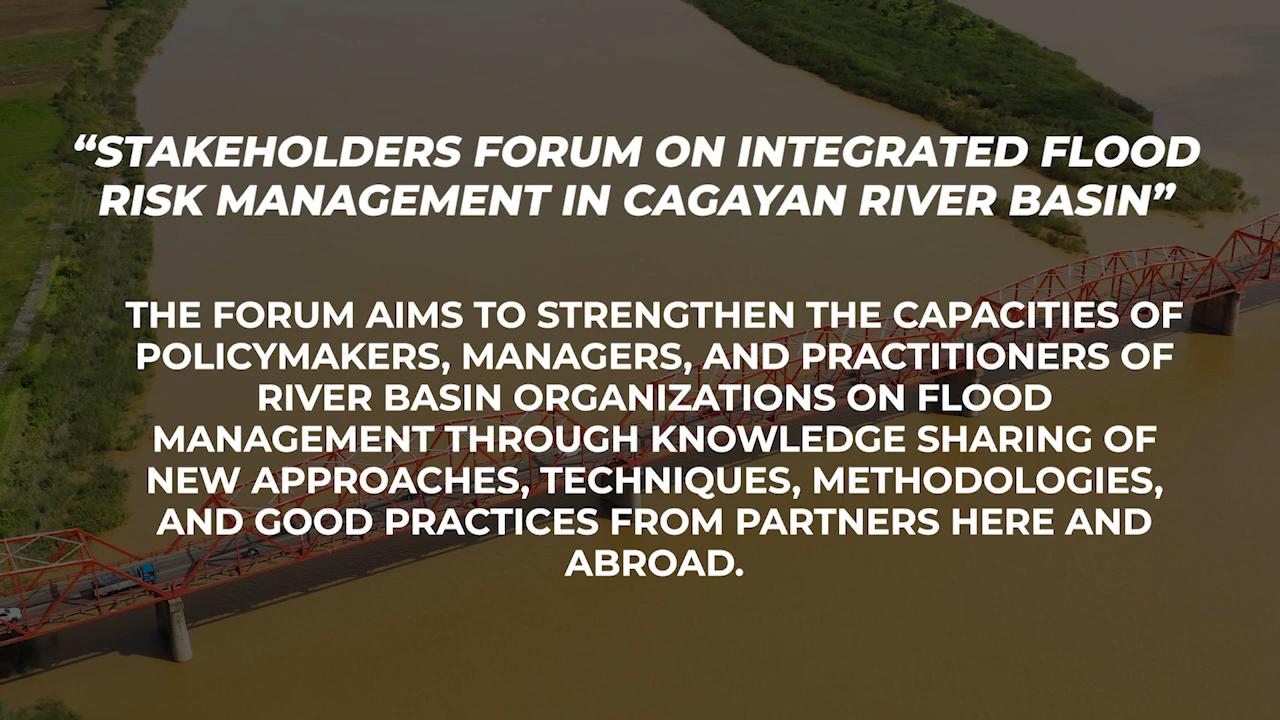 “STAKEHOLDERS FORUM ON INTEGRATED FLOOD
RISK MANAGEMENT IN CAGAYAN RIVER BASIN”
THE FORUM AIMS TO STRENGTHEN THE CAPACITIES OF
POLICYMAKERS, MANAGERS, AND PRACTITIONERS OF
RIVER BASIN ORGANIZATIONS ON FLOOD
MANAGEMENT THROUGH KNOWLEDGE SHARING OF
NEW APPROACHES, TECHNIQUES, METHODOLOGIES,
AND GOOD PRACTICES FROM PARTNERS HERE AND
ABROAD.